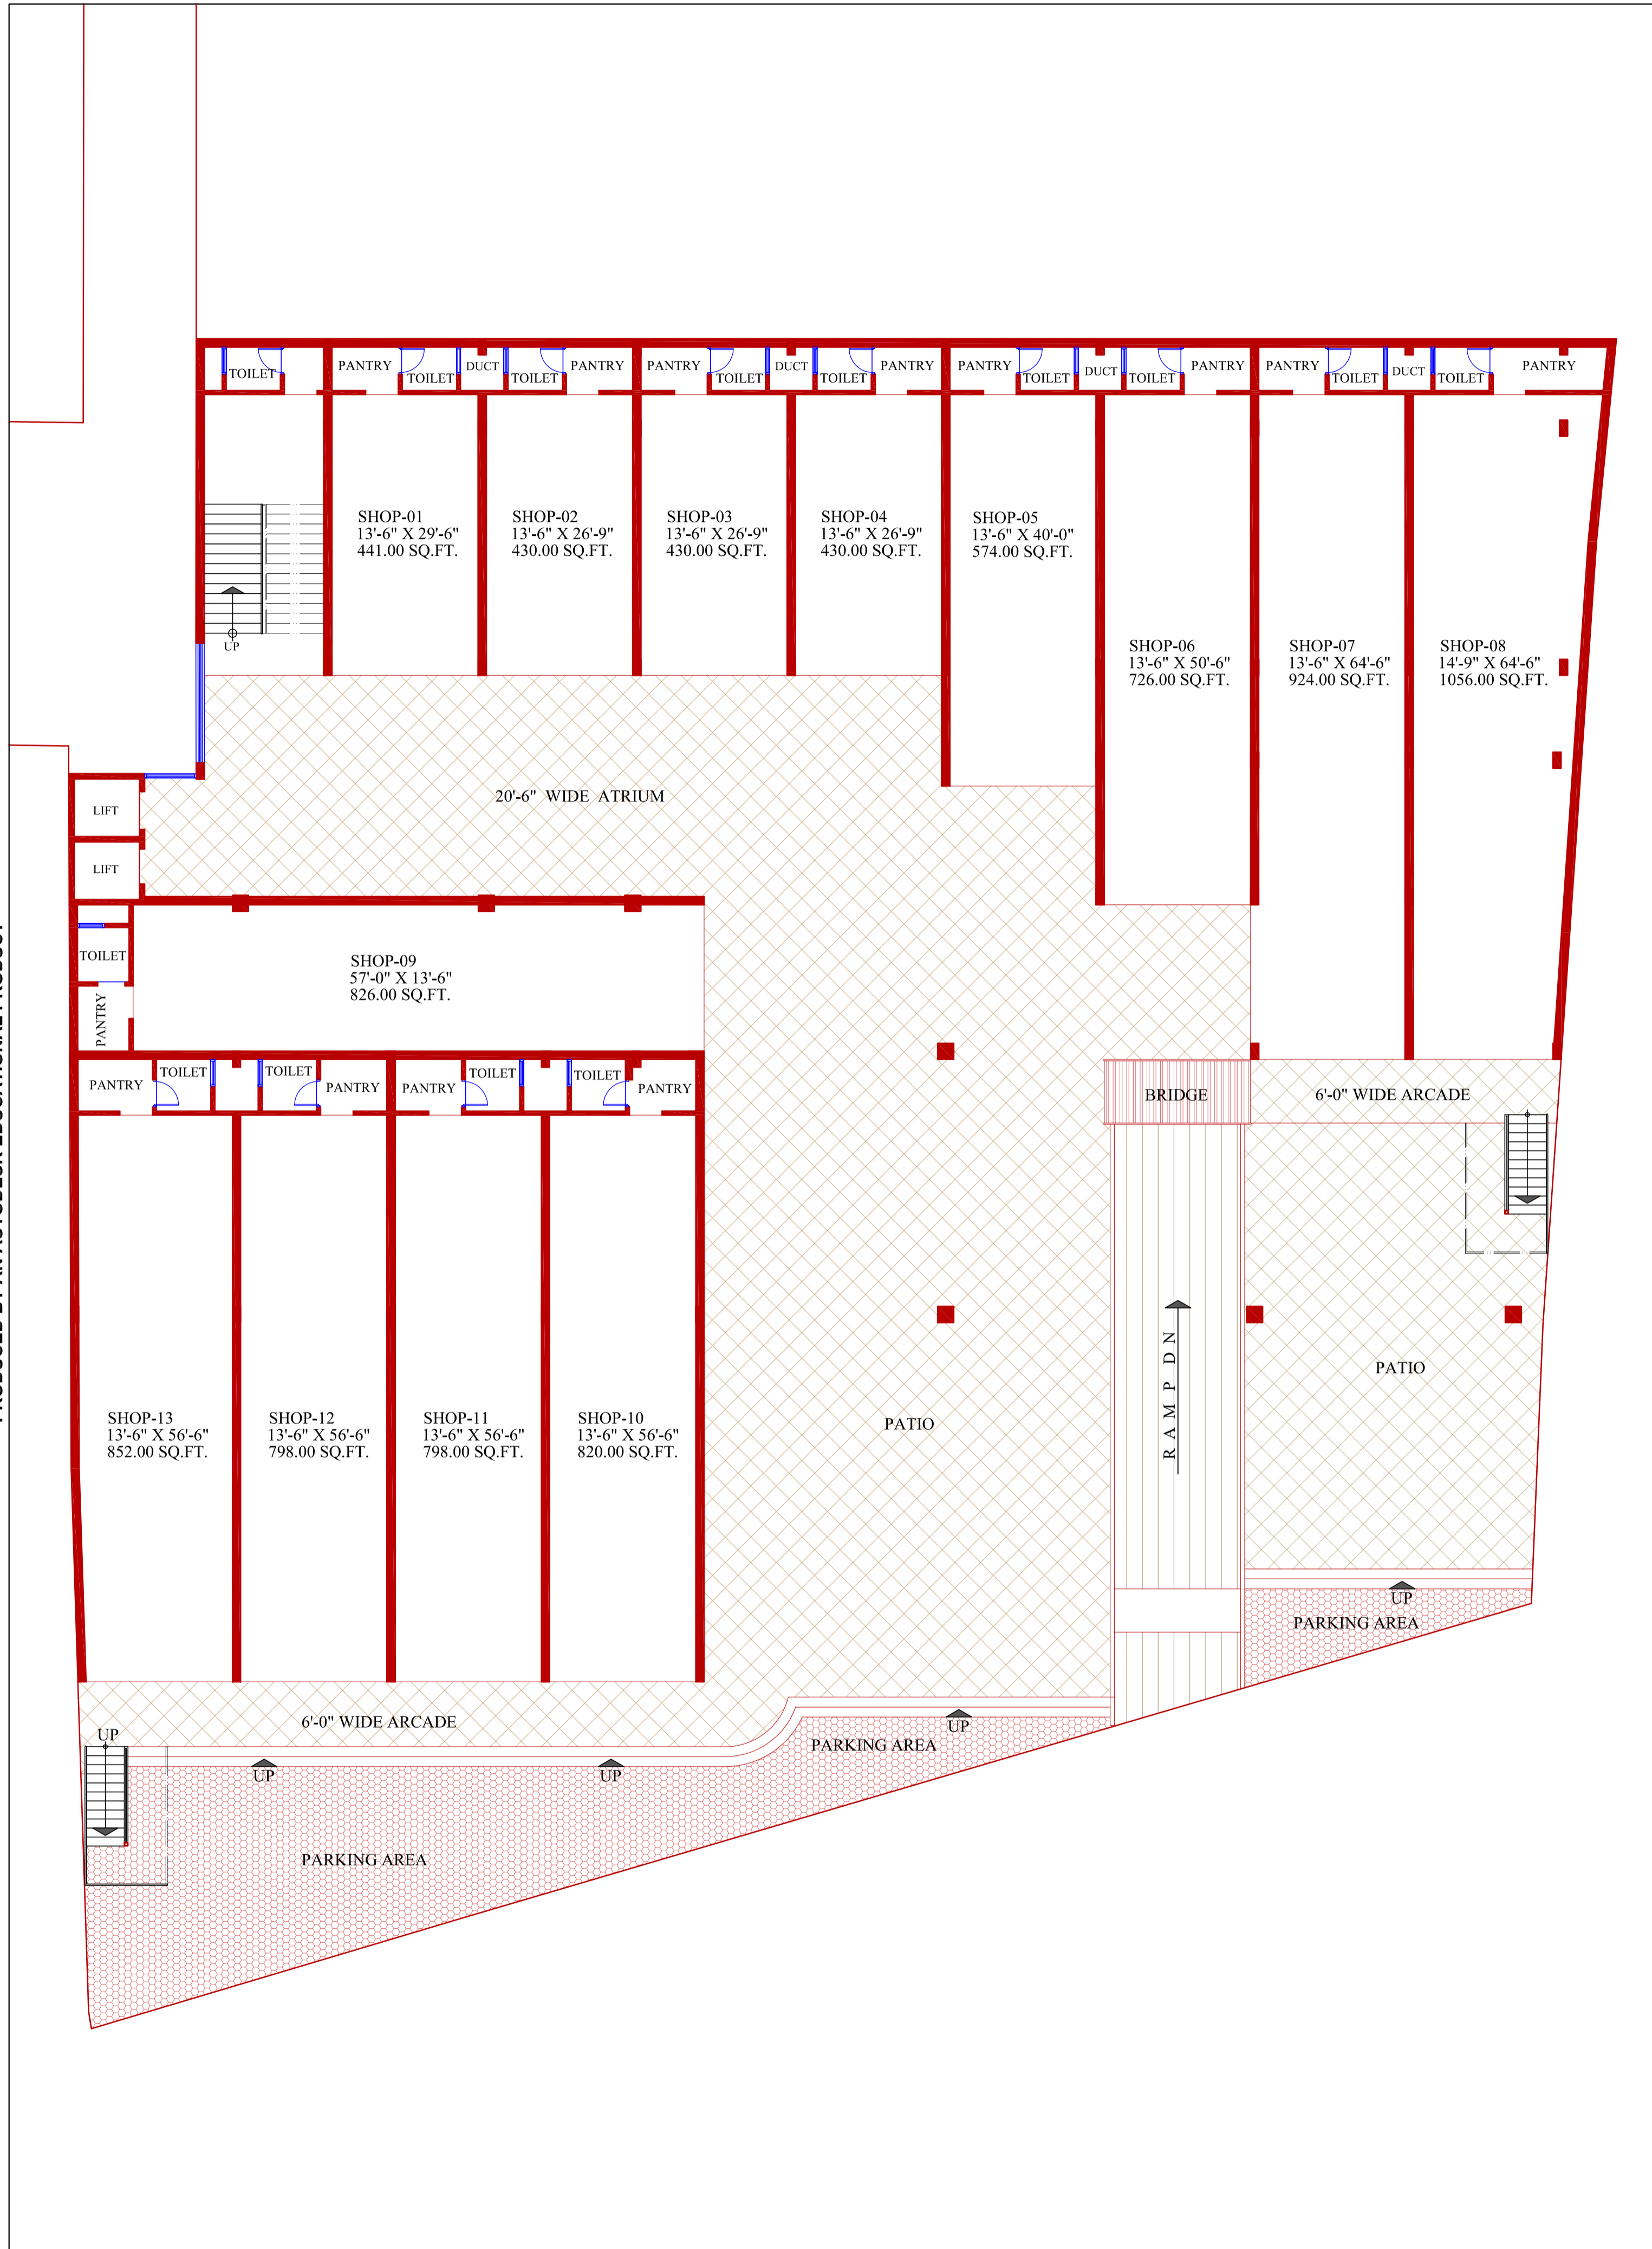 TOILET
PANTRY
TOILET
DUCT
TOILET
PANTRY
PANTRY
TOILET
DUCT
TOILET
PANTRY
PANTRY
TOILET
DUCT
TOILET
PANTRY
PANTRY
TOILET
DUCT
TOILET
PANTRY
SHOP-01
13'-6" X 29'-6"
441.00 SQ.FT.
SHOP-02
13'-6" X 26'-9"
430.00 SQ.FT.
SHOP-03
13'-6" X 26'-9"
430.00 SQ.FT.
SHOP-04
13'-6" X 26'-9"
430.00 SQ.FT.
SHOP-05
13'-6" X 40'-0"
574.00 SQ.FT.
UP
SHOP-06
13'-6" X 50'-6"
726.00 SQ.FT.
SHOP-07
13'-6" X 64'-6"
924.00 SQ.FT.
SHOP-08
14'-9" X 64'-6"
1056.00 SQ.FT.
LIFT
20'-6" WIDE ATRIUM
LIFT
TOILET
PANTRY
SHOP-09
57'-0" X 13'-6"
826.00 SQ.FT.
PANTRY
TOILET
TOILET
PANTRY
PANTRY
TOILET
TOILET
PANTRY
BRIDGE
6'-0" WIDE ARCADE
RAMP DN
PATIO
PATIO
SHOP-13
13'-6" X 56'-6"
852.00 SQ.FT.
SHOP-12
13'-6" X 56'-6"
798.00 SQ.FT.
SHOP-11
13'-6" X 56'-6"
798.00 SQ.FT.
SHOP-10
13'-6" X 56'-6"
820.00 SQ.FT.
UP
PARKING AREA
6'-0" WIDE ARCADE
UP
UP
PARKING AREA
UP
UP
PARKING AREA